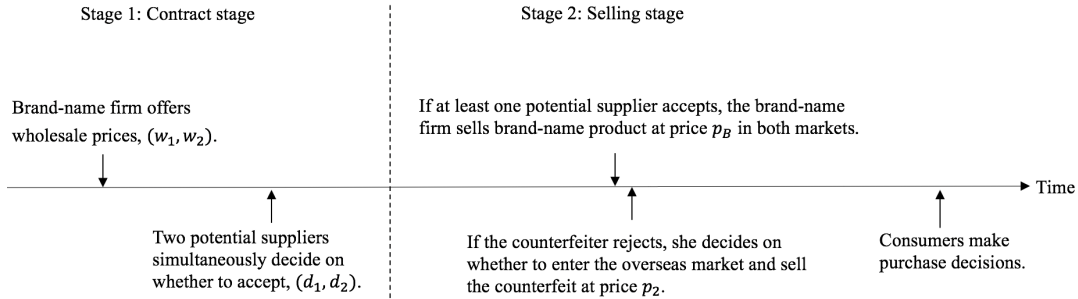 Stage 1: Contract stage
Stage 2: Selling stage
Brand-name firm offers
wholesale prices, (w₁, w₂).
If at least one potential supplier accepts, the brand-name
firm sells brand-name product at price p_B in both markets.
Time
Two potential suppliers
simultaneously decide on
whether to accept, (d₁, d₂).
If the counterfeiter rejects, she decides on
whether to enter the overseas market and sell
the counterfeit at price p₂.
Consumers make
purchase decisions.